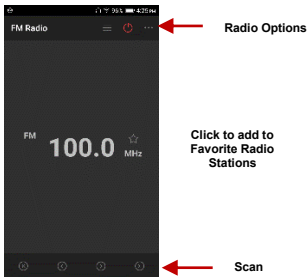 96% 4:25 PM
FM Radio
Radio Options
FM
100.0
MHz
Click to add to
Favorite Radio
Stations
Scan